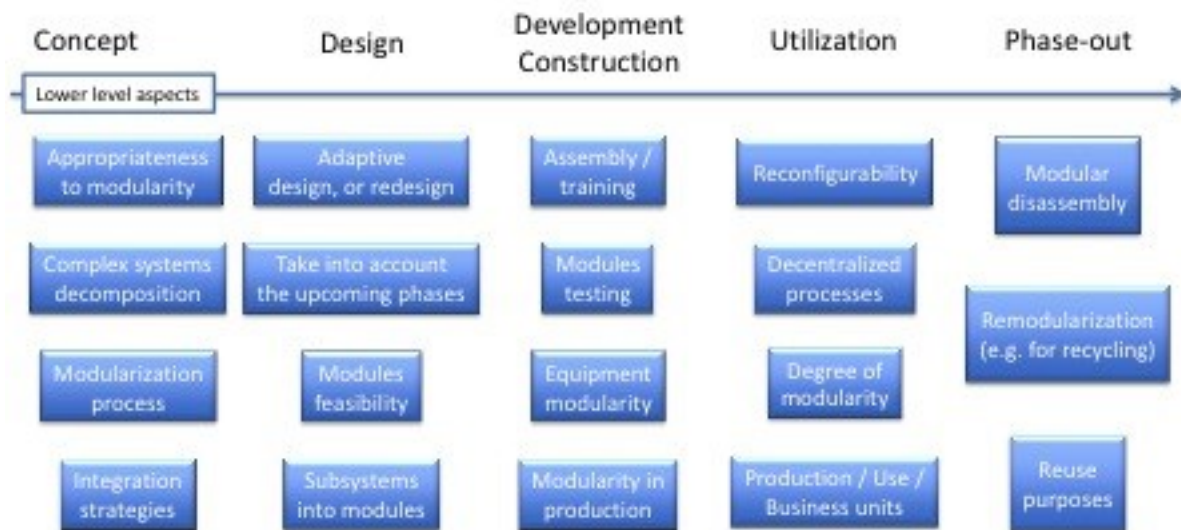 Concept
Design
Development
Construction
Utilization
Phase-out
Lower level aspects
Appropriateness
to modularity
Adaptive
design, or redesign
Assembly /
training
Reconfigurability
Modular
disassembly
Complex systems
decomposition
Take into account
the upcoming phases
Modules
testing
Decentralized
processes
Remodularization
(e.g. for recycling)
Modularization
process
Modules
feasibility
Equipment
modularity
Degree of
modularity
Integration
strategies
Subsystems
into modules
Modularity in
production
Production / Use /
Business units
Reuse
purposes